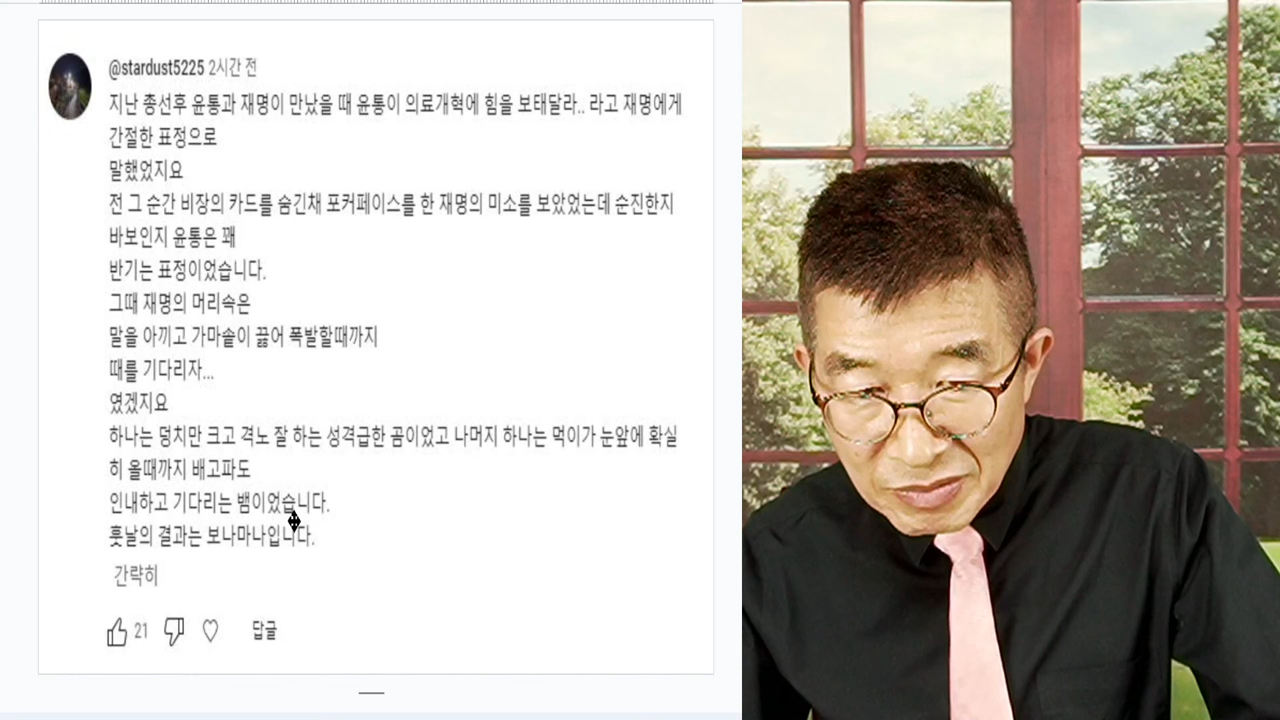 @stardust5225 2시간 전
지난 총선후 윤통과 재명이 만났을 때 윤통이 의료개혁에 힘을 보태달라.. 라고 재명에게
간절한 표정으로
말했었지요
전 그 순간 비장의 카드를 숨긴채 포커페이스를 한 재명의 미소를 보았었는데 순진한지
바보인지 윤통은 꽤
반기는 표정이었습니다.
그때 재명의 머리속은
말을 아끼고 가마솥이 끓어 폭발할때까지
때를 기다리자...
였겠지요
하나는 덩치만 크고 격노 잘 하는 성격급한 곰이었고 나머지 하나는 먹이가 눈앞에 확실
히 올때까지 배고파도
인내하고 기다리는 뱀이었습니다.
훗날의 결과는 보나마나입니다.
간략히
21 답글